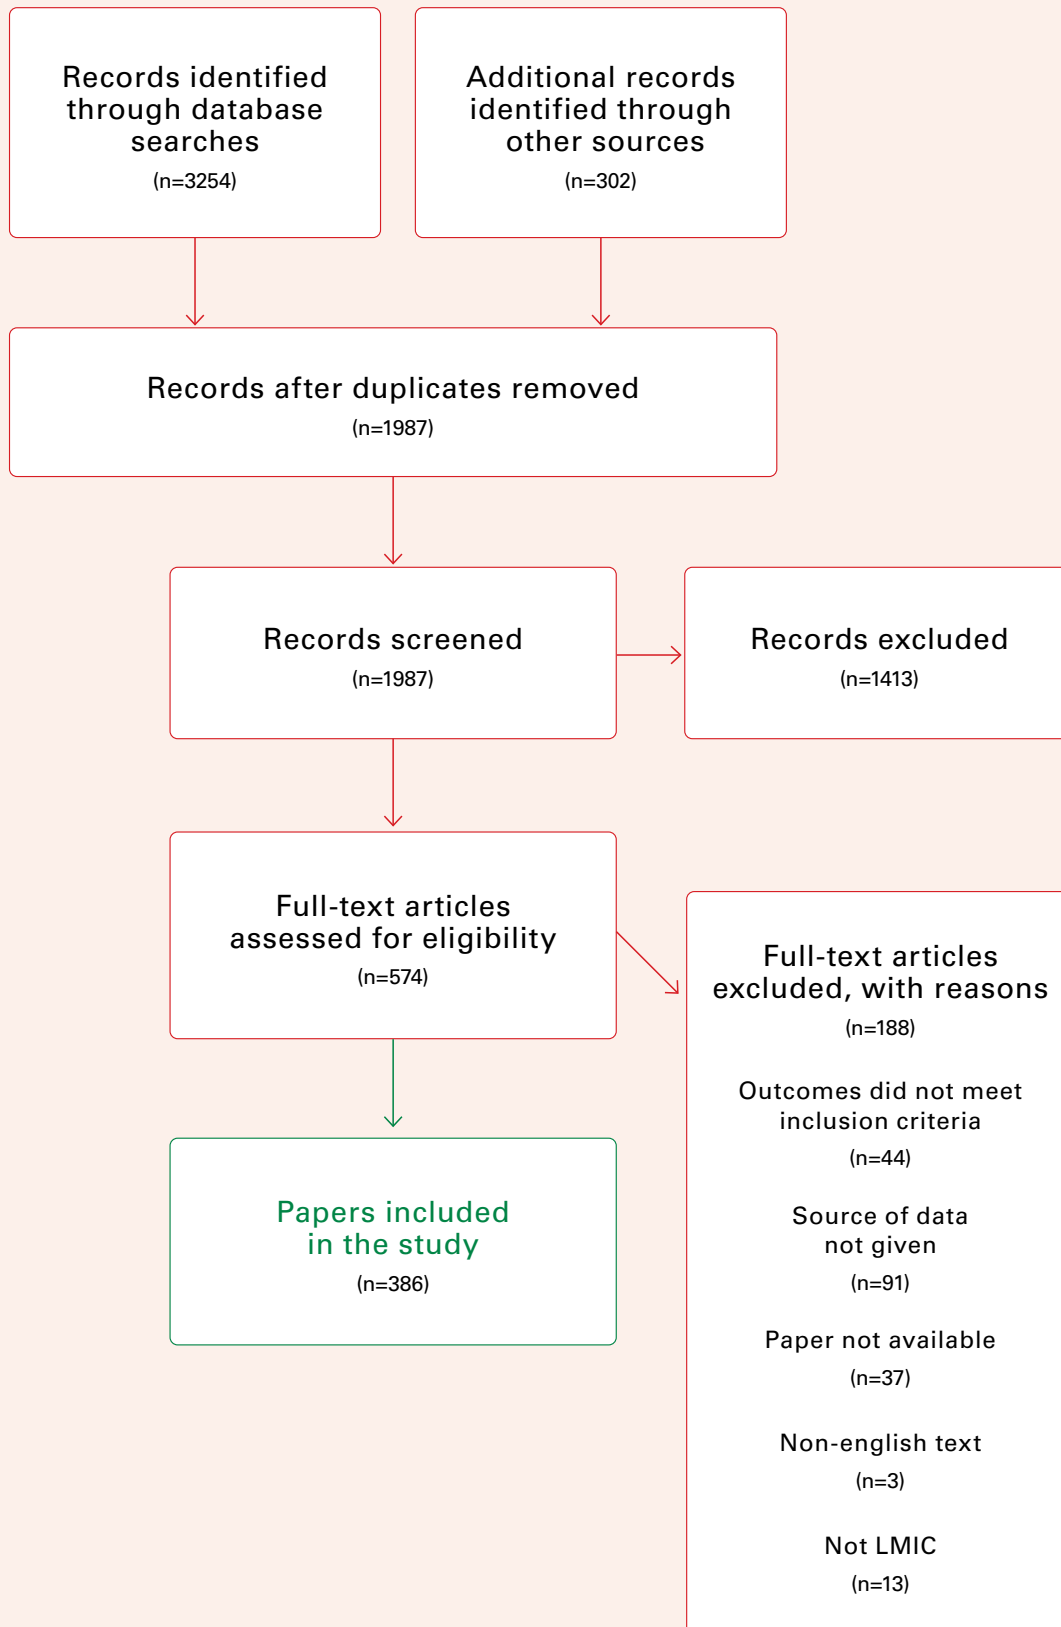 Records identified
through database
searches
(n=3254)
Additional records
identified through
other sources
(n=302)
Records after duplicates removed
(n=1987)
Records screened
(n=1987)
Records excluded
(n=1413)
Full-text articles
assessed for eligibility
(n=574)
Full-text articles
excluded, with reasons
(n=188)
Outcomes did not meet
inclusion criteria
(n=44)
Source of data
not given
(n=91)
Paper not available
(n=37)
Non-english text
(n=3)
Not LMIC
(n=13)
Papers included
in the study
(n=386)